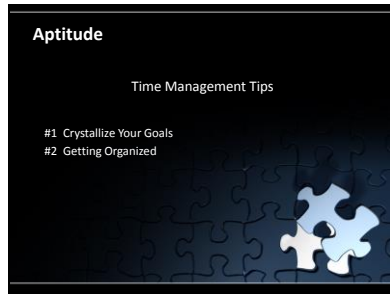 Aptitude
Time Management Tips
#1 Crystallize Your Goals
#2 Getting Organized